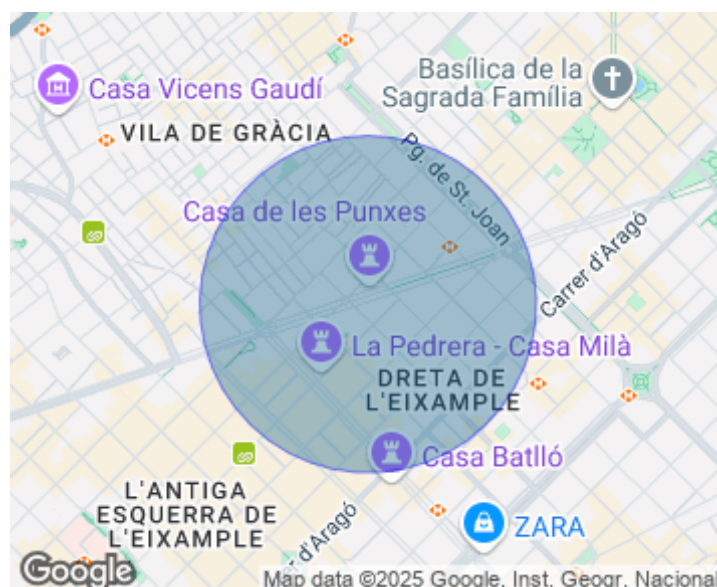 Basílica de la
Sagrada Família
Casa Vicens Gaudí
VILA DE GRÀCIA
Pg. de St. Joan
Casa de les Punxes
Carrer d'Aragó
La Pedrera - Casa Milà
DRETA DE
L'EIXAMPLE
Casa Batlló
L'ANTIGA
ESQUERRA DE
L'EIXAMPLE
d'Aragó
ZARA
Google
Map data ©2025 Google, Inst. Geogr. Nacional